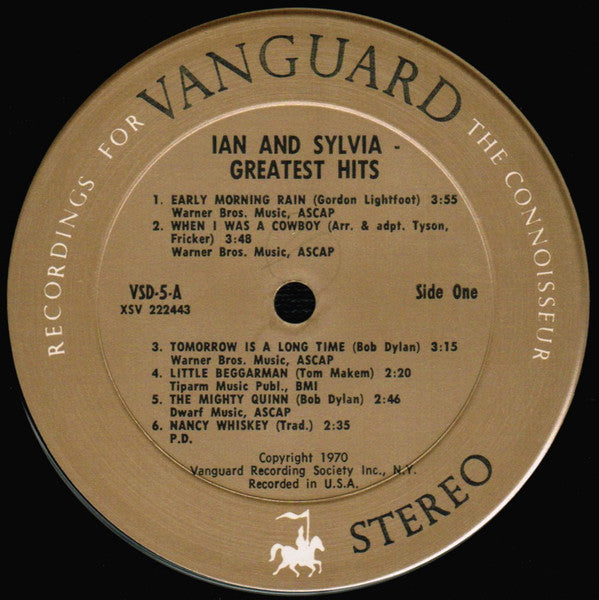 RECORDINGS FOR VANGUARD THE CONNOISSEUR
IAN AND SYLVIA -
GREATEST HITS
1. EARLY MORNING RAIN (Gordon Lightfoot) 3:55
Warner Bros. Music, ASCAP
2. WHEN I WAS A COWBOY (Arr. & adpt. Tyson,
Fricker) 3:48
Warner Bros. Music, ASCAP
VSD-5-A Side One
XSV 222443
3. TOMORROW IS A LONG TIME (Bob Dylan) 3:15
Warner Bros. Music, ASCAP
4. LITTLE BEGGARMAN (Tom Makem) 2:20
Tiparm Music Publ., BMI
5. THE MIGHTY QUINN (Bob Dylan) 2:46
Dwarf Music, ASCAP
6. NANCY WHISKEY (Trad.) 2:35
P.D.
Copyright 1970
Vanguard Recording Society Inc., N.Y.
Recorded in U.S.A.
STEREO